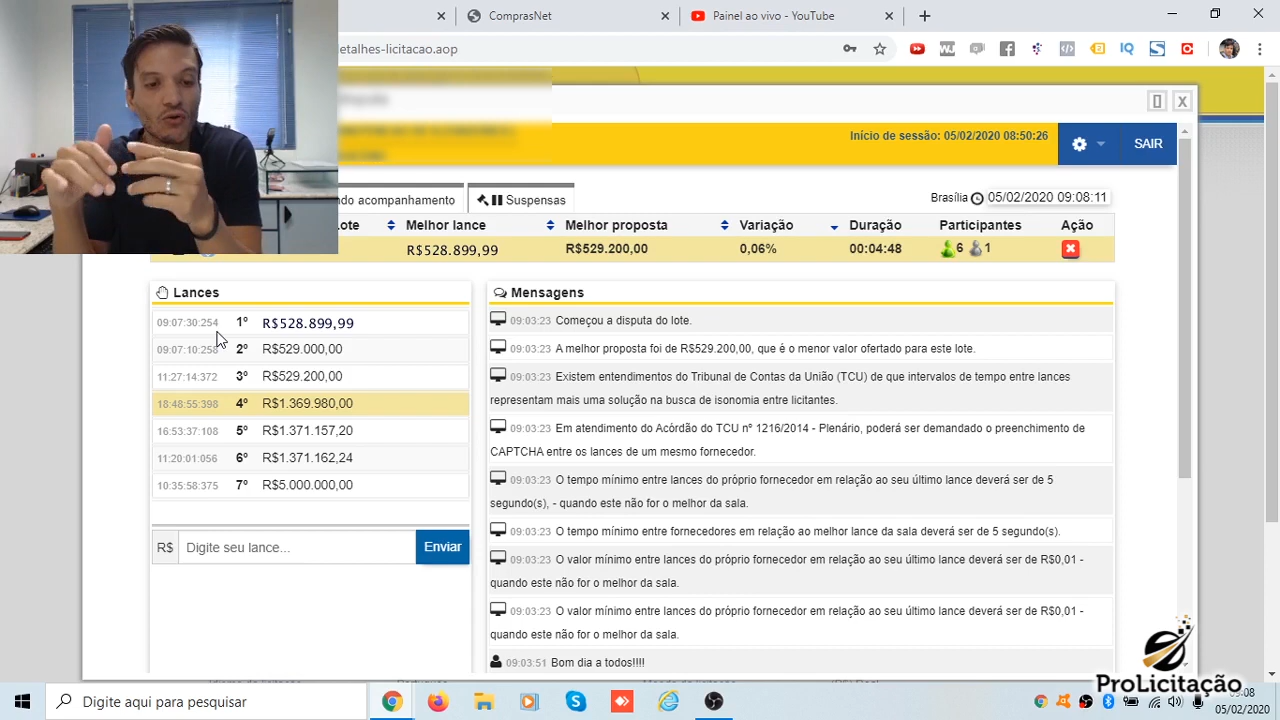 ComprasNet
Painel ao vivo - YouTube
etalhes-licitacao.aop
Início de sessão: 05/02/2020 08:50:26
SAIR
ndo acompanhamento
Suspensas
Brasília 05/02/2020 09:08:11
ote Melhor lance Melhor proposta Variação Duração Participantes Ação
R$528.899,99 R$529.200,00 0,06% 00:04:48 6 1
Lances
09:07:30:254 1º R$528.899,99
09:07:10:258 2º R$529.000,00
11:27:14:372 3º R$529.200,00
18:48:55:398 4º R$1.369.980,00
16:53:37:108 5º R$1.371.157,20
11:20:01:056 6º R$1.371.162,24
10:35:58:375 7º R$5.000.000,00
R$ Digite seu lance... Enviar
Mensagens
09:03:23 Começou a disputa do lote.
09:03:23 A melhor proposta foi de R$529.200,00, que é o menor valor ofertado para este lote.
09:03:23 Existem entendimentos do Tribunal de Contas da União (TCU) de que intervalos de tempo entre lances
representam mais uma solução na busca de isonomia entre licitantes.
09:03:23 Em atendimento do Acórdão do TCU nº 1216/2014 - Plenário, poderá ser demandado o preenchimento de
CAPTCHA entre os lances de um mesmo fornecedor.
09:03:23 O tempo mínimo entre lances do próprio fornecedor em relação ao seu último lance deverá ser de 5
segundo(s), - quando este não for o melhor da sala.
09:03:23 O tempo mínimo entre fornecedores em relação ao melhor lance da sala deverá ser de 5 segundo(s).
09:03:23 O valor mínimo entre lances do próprio fornecedor em relação ao seu último lance deverá ser de R$0,01 -
quando este não for o melhor da sala.
09:03:23 O valor mínimo entre lances do próprio fornecedor em relação ao seu último lance deverá ser de R$0,01 -
quando este não for o melhor da sala.
09:03:51 Bom dia a todos!!!!
ProLicitação
Digite aqui para pesquisar
09:08
05/02/2020